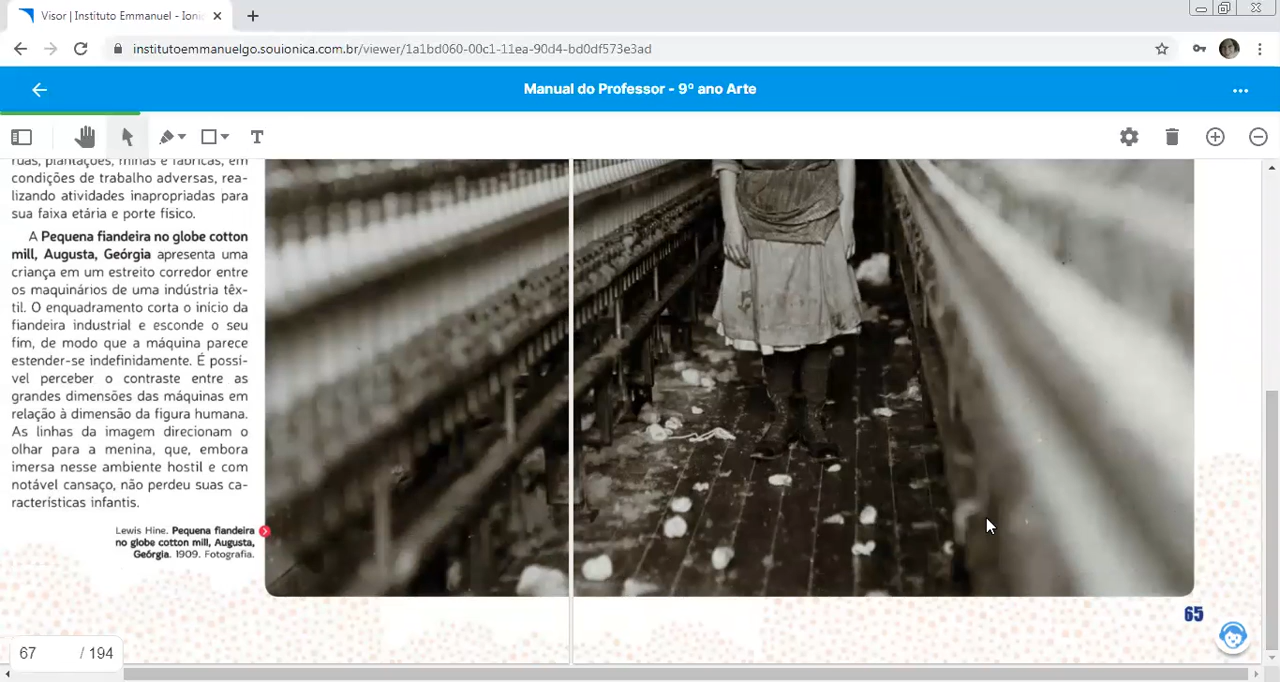 Visor | Instituto Emmanuel - Ionic
institutoemmanuelgo.souionica.com.br/viewer/1a1bd060-00c1-11ea-90d4-bd0df573e3ad
Manual do Professor - 9º ano Arte
T
ruas, plantações, minas e fábricas, em
condições de trabalho adversas, rea-
lizando atividades inapropriadas para
sua faixa etária e porte físico.
A Pequena fiandeira no globe cotton
mill, Augusta, Geórgia apresenta uma
criança em um estreito corredor entre
os maquinários de uma indústria têx-
til. O enquadramento corta o início da
fiandeira industrial e esconde o seu
fim, de modo que a máquina parece
estender-se indefinidamente. É possí-
vel perceber o contraste entre as
grandes dimensões das máquinas em
relação à dimensão da figura humana.
As linhas da imagem direcionam o
olhar para a menina, que, embora
imersa nesse ambiente hostil e com
notável cansaço, não perdeu suas ca-
racterísticas infantis.
Lewis Hine. Pequena fiandeira
no globe cotton mill, Augusta,
Geórgia. 1909. Fotografia.
65
67 / 194